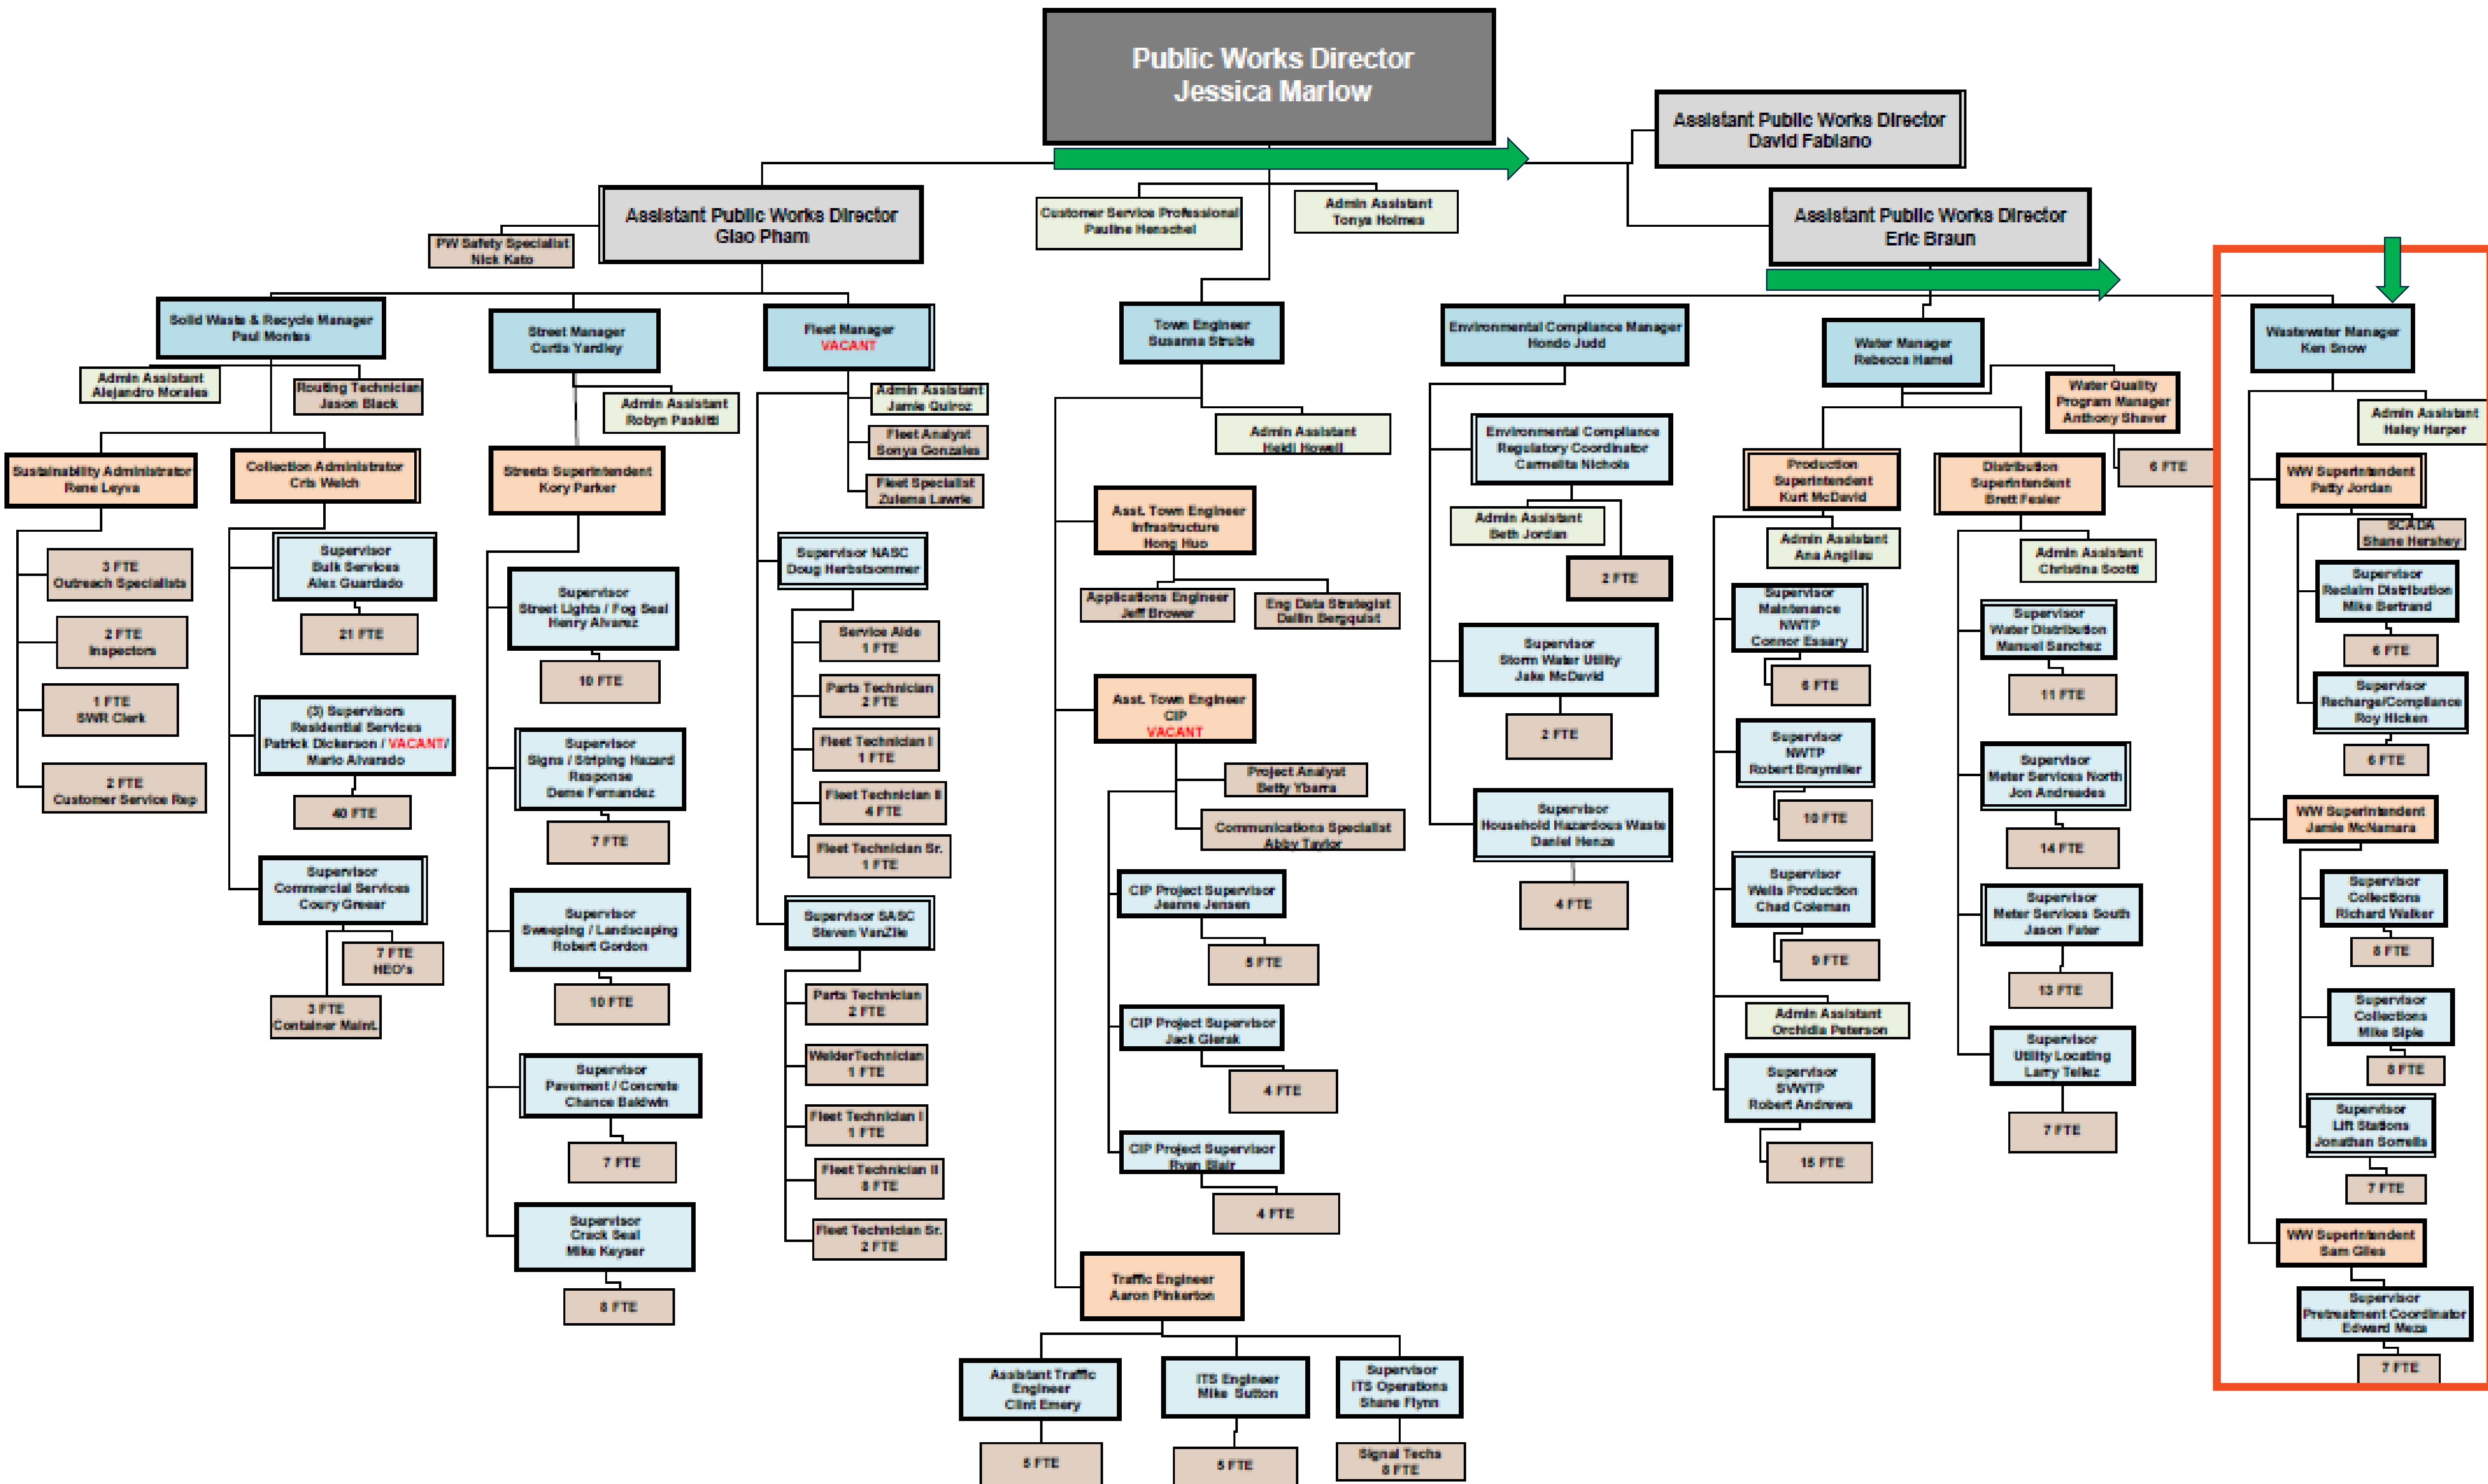 Public Works Director
Jessica Marlow
Assistant Public Works Director
David Fabiano
Assistant Public Works Director
Giao Pham
PW Safety Specialist
Nick Kato
Customer Service Professional
Pauline Henschel
Admin Assistant
Tonya Holmes
Assistant Public Works Director
Eric Braun
Solid Waste & Recycle Manager
Paul Montes
Admin Assistant
Alejandro Morales
Routing Technician
Jason Black
Sustainability Administrator
Rene Leyva
3 FTE
Outreach Specialists
2 FTE
Inspectors
1 FTE
SWR Clerk
2 FTE
Customer Service Rep
Collection Administrator
Cris Welch
Supervisor
Bulk Services
Alex Guardado
21 FTE
(3) Supervisors
Residential Services
Patrick Dickerson / VACANT/
Mario Alvarado
40 FTE
Supervisor
Commercial Services
Coury Greear
7 FTE
HEO's
3 FTE
Container Maint.
Street Manager
Curtis Yardley
Admin Assistant
Robyn Paskitti
Streets Superintendent
Kory Parker
Supervisor
Street Lights / Fog Seal
Henry Alvarez
10 FTE
Supervisor
Signs / Striping Hazard
Response
Deme Fernandez
7 FTE
Supervisor
Sweeping / Landscaping
Robert Gordon
10 FTE
Supervisor
Pavement / Concrete
Chance Baldwin
7 FTE
Supervisor
Crack Seal
Mike Keyser
8 FTE
Fleet Manager
VACANT
Admin Assistant
Jamie Quiroz
Fleet Analyst
Sonya Gonzales
Fleet Specialist
Zulema Lawrie
Supervisor NASC
Doug Herbstsommer
Service Aide
1 FTE
Parts Technician
2 FTE
Fleet Technician I
1 FTE
Fleet Technician II
4 FTE
Fleet Technician Sr.
1 FTE
Supervisor SASC
Steven VanZile
Parts Technician
2 FTE
WelderTechnician
1 FTE
Fleet Technician I
1 FTE
Fleet Technician II
8 FTE
Fleet Technician Sr.
2 FTE
Town Engineer
Susanna Struble
Admin Assistant
Heidi Howell
Asst. Town Engineer
Infrastructure
Hong Huo
Applications Engineer
Jeff Brower
Eng Data Strategist
Dallin Bergquist
Asst. Town Engineer
CIP
VACANT
Project Analyst
Betty Ybarra
Communications Specialist
Abby Taylor
CIP Project Supervisor
Jeanne Jensen
5 FTE
CIP Project Supervisor
Jack Gierak
4 FTE
CIP Project Supervisor
Ryan Blair
4 FTE
Traffic Engineer
Aaron Pinkerton
Assistant Traffic
Engineer
Clint Emery
5 FTE
ITS Engineer
Mike Sutton
5 FTE
Supervisor
ITS Operations
Shane Flynn
Signal Techs
8 FTE
Environmental Compliance Manager
Hondo Judd
Environmental Compliance
Regulatory Coordinator
Carmelita Nichols
Admin Assistant
Beth Jordan
2 FTE
Supervisor
Storm Water Utility
Jake McDavid
2 FTE
Supervisor
Household Hazardous Waste
Daniel Henze
4 FTE
Water Manager
Rebecca Hamel
Water Quality
Program Manager
Anthony Shaver
6 FTE
Production
Superintendent
Kurt McDavid
Admin Assistant
Ana Angilau
Supervisor
Maintenance
NWTP
Connor Essary
6 FTE
Supervisor
NWTP
Robert Braymiller
10 FTE
Supervisor
Wells Production
Chad Coleman
9 FTE
Admin Assistant
Orchidia Peterson
Supervisor
SVWTP
Robert Andrews
15 FTE
Distribution
Superintendent
Brett Fesler
Admin Assistant
Christina Scotti
Supervisor
Water Distribution
Manuel Sanchez
11 FTE
Supervisor
Meter Services North
Jon Andreades
14 FTE
Supervisor
Meter Services South
Jason Fater
13 FTE
Supervisor
Utility Locating
Larry Tellez
7 FTE
Wastewater Manager
Ken Snow
Admin Assistant
Haley Harper
WW Superintendent
Patty Jordan
SCADA
Shane Hershey
Supervisor
Reclaim Distribution
Mike Bertrand
6 FTE
Supervisor
Recharge/Compliance
Roy Hicken
6 FTE
WW Superintendent
Jamie McNamara
Supervisor
Collections
Richard Walker
8 FTE
Supervisor
Collections
Mike Siple
8 FTE
Supervisor
Lift Stations
Jonathan Sorrells
7 FTE
WW Superintendent
Sam Giles
Supervisor
Pretreatment Coordinator
Edward Meza
7 FTE